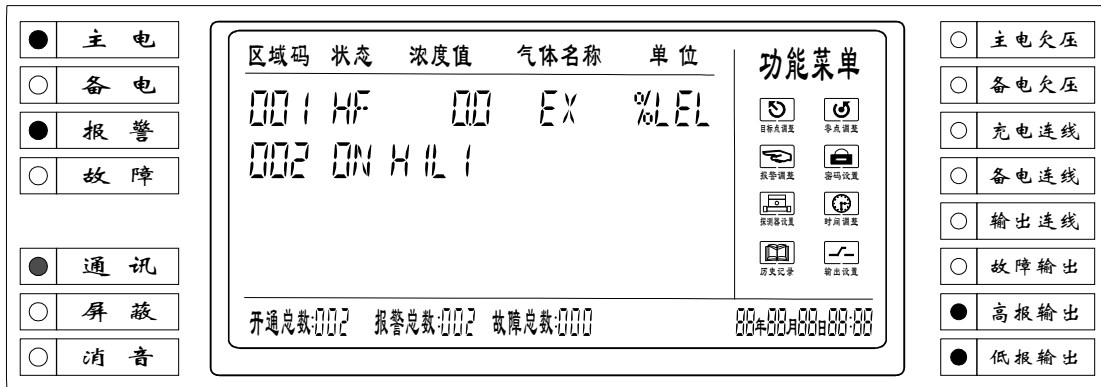 主电
备电
报警
故障
通讯
屏蔽
消音
区域码 状态 浓度值 气体名称 单位
001 HF 0.0 EX %LEL
002 ON H1L1
开通总数:002 报警总数:002 故障总数:000
88年88月88日88:88
功能菜单
目标点调整 零点调整
报警调整 密码设置
探测器设置 时间调整
历史记录 输出设置
主电欠压
备电欠压
充电连线
备电连线
输出连线
故障输出
高报输出
低报输出